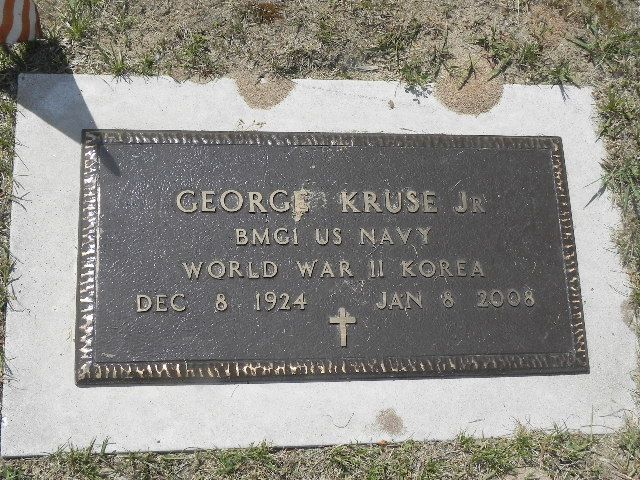 GEORGE KRUSE JR
BMG1 US NAVY
WORLD WAR II KOREA
DEC 8 1924 JAN 8 2008